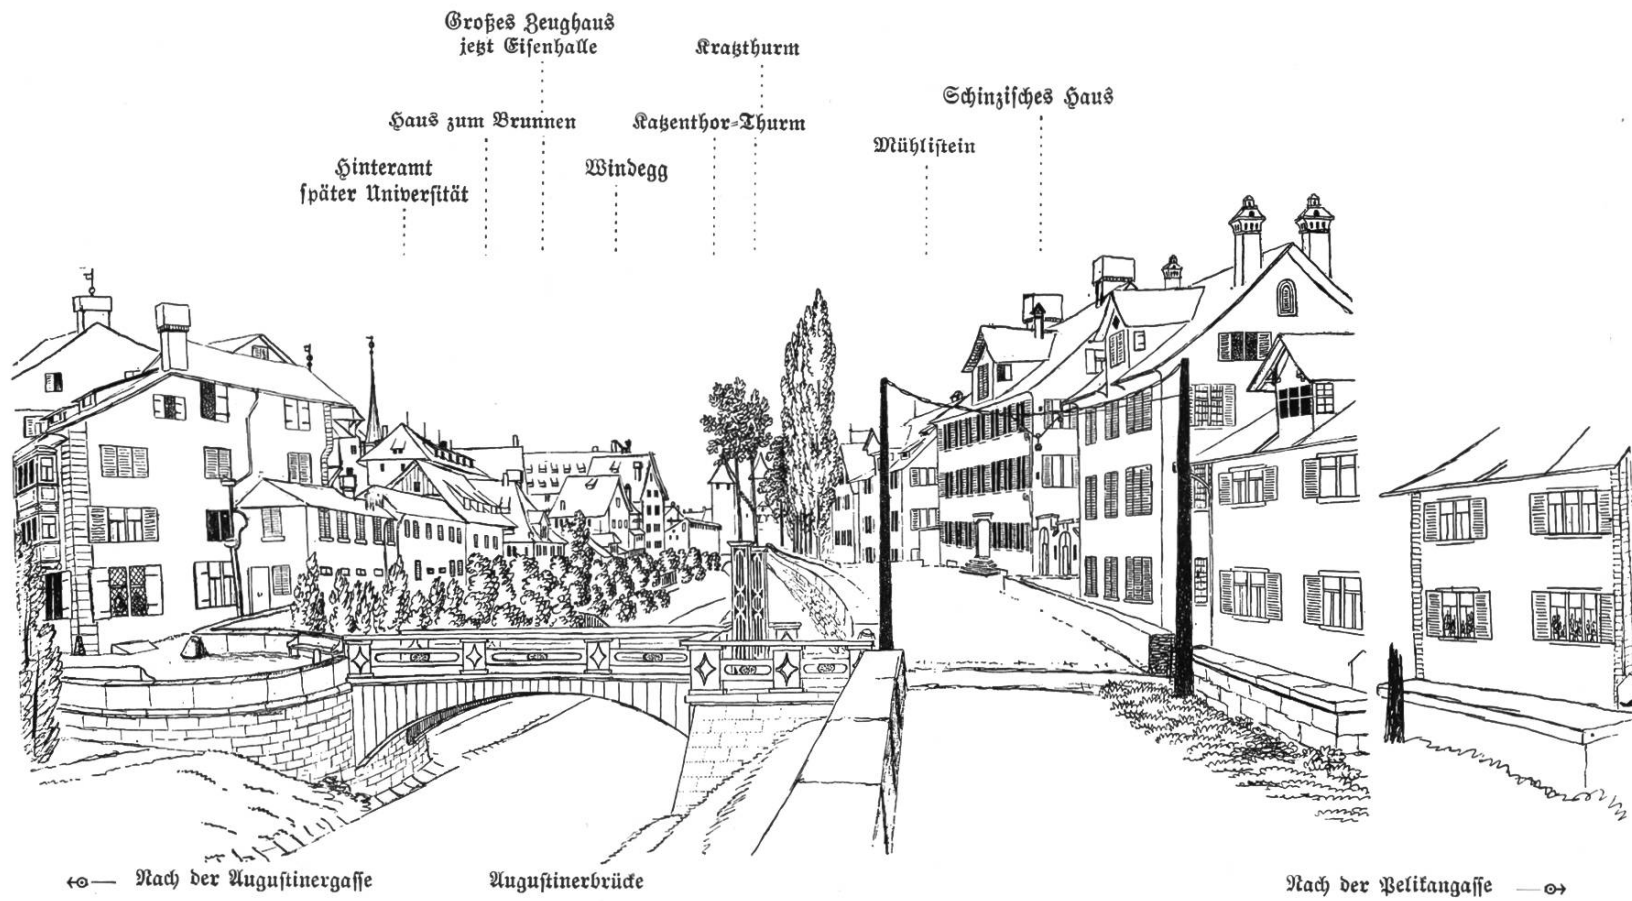 Großes Zeughaus
jetzt Eisenhalle
Kratzthurm
Schinzisches Haus
Haus zum Brunnen
Katzenthor=Thurm
Mühlistein
Hinteramt
später Universität
Windegg
Nach der Augustinergasse
Augustinerbrücke
Nach der Pelikangasse